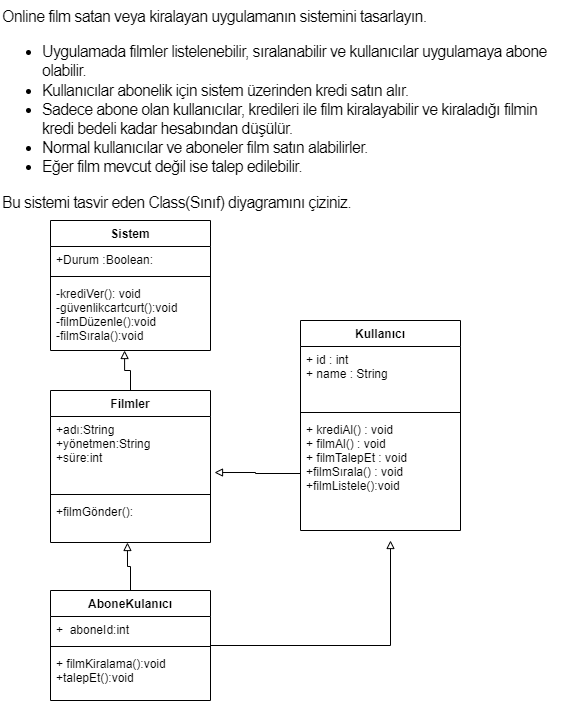 Online film satan veya kiralayan uygulamanın sistemini tasarlayın.
• Uygulamada filmler listelenebilir, sıralanabilir ve kullanıcılar uygulamaya abone
olabilir.
• Kullanıcılar abonelik için sistem üzerinden kredi satın alır.
• Sadece abone olan kullanıcılar, kredileri ile film kiralayabilir ve kiraladığı filmin
kredi bedeli kadar hesabından düşülür.
• Normal kullanıcılar ve aboneler film satın alabilirler.
• Eğer film mevcut değil ise talep edilebilir.
Bu sistemi tasvir eden Class(Sınıf) diyagramını çiziniz.
Sistem
+Durum :Boolean:
-krediVer(): void
-güvenlikcartcurt():void
-filmDüzenle():void
-filmSırala():void
Kullanıcı
+ id : int
+ name : String
+ krediAl() : void
+ filmAl() : void
+ filmTalepEt : void
+filmSırala() : void
+filmListele():void
Filmler
+adı:String
+yönetmen:String
+süre:int
+filmGönder():
AboneKulanıcı
+ aboneId:int
+ filmKiralama():void
+talepEt():void